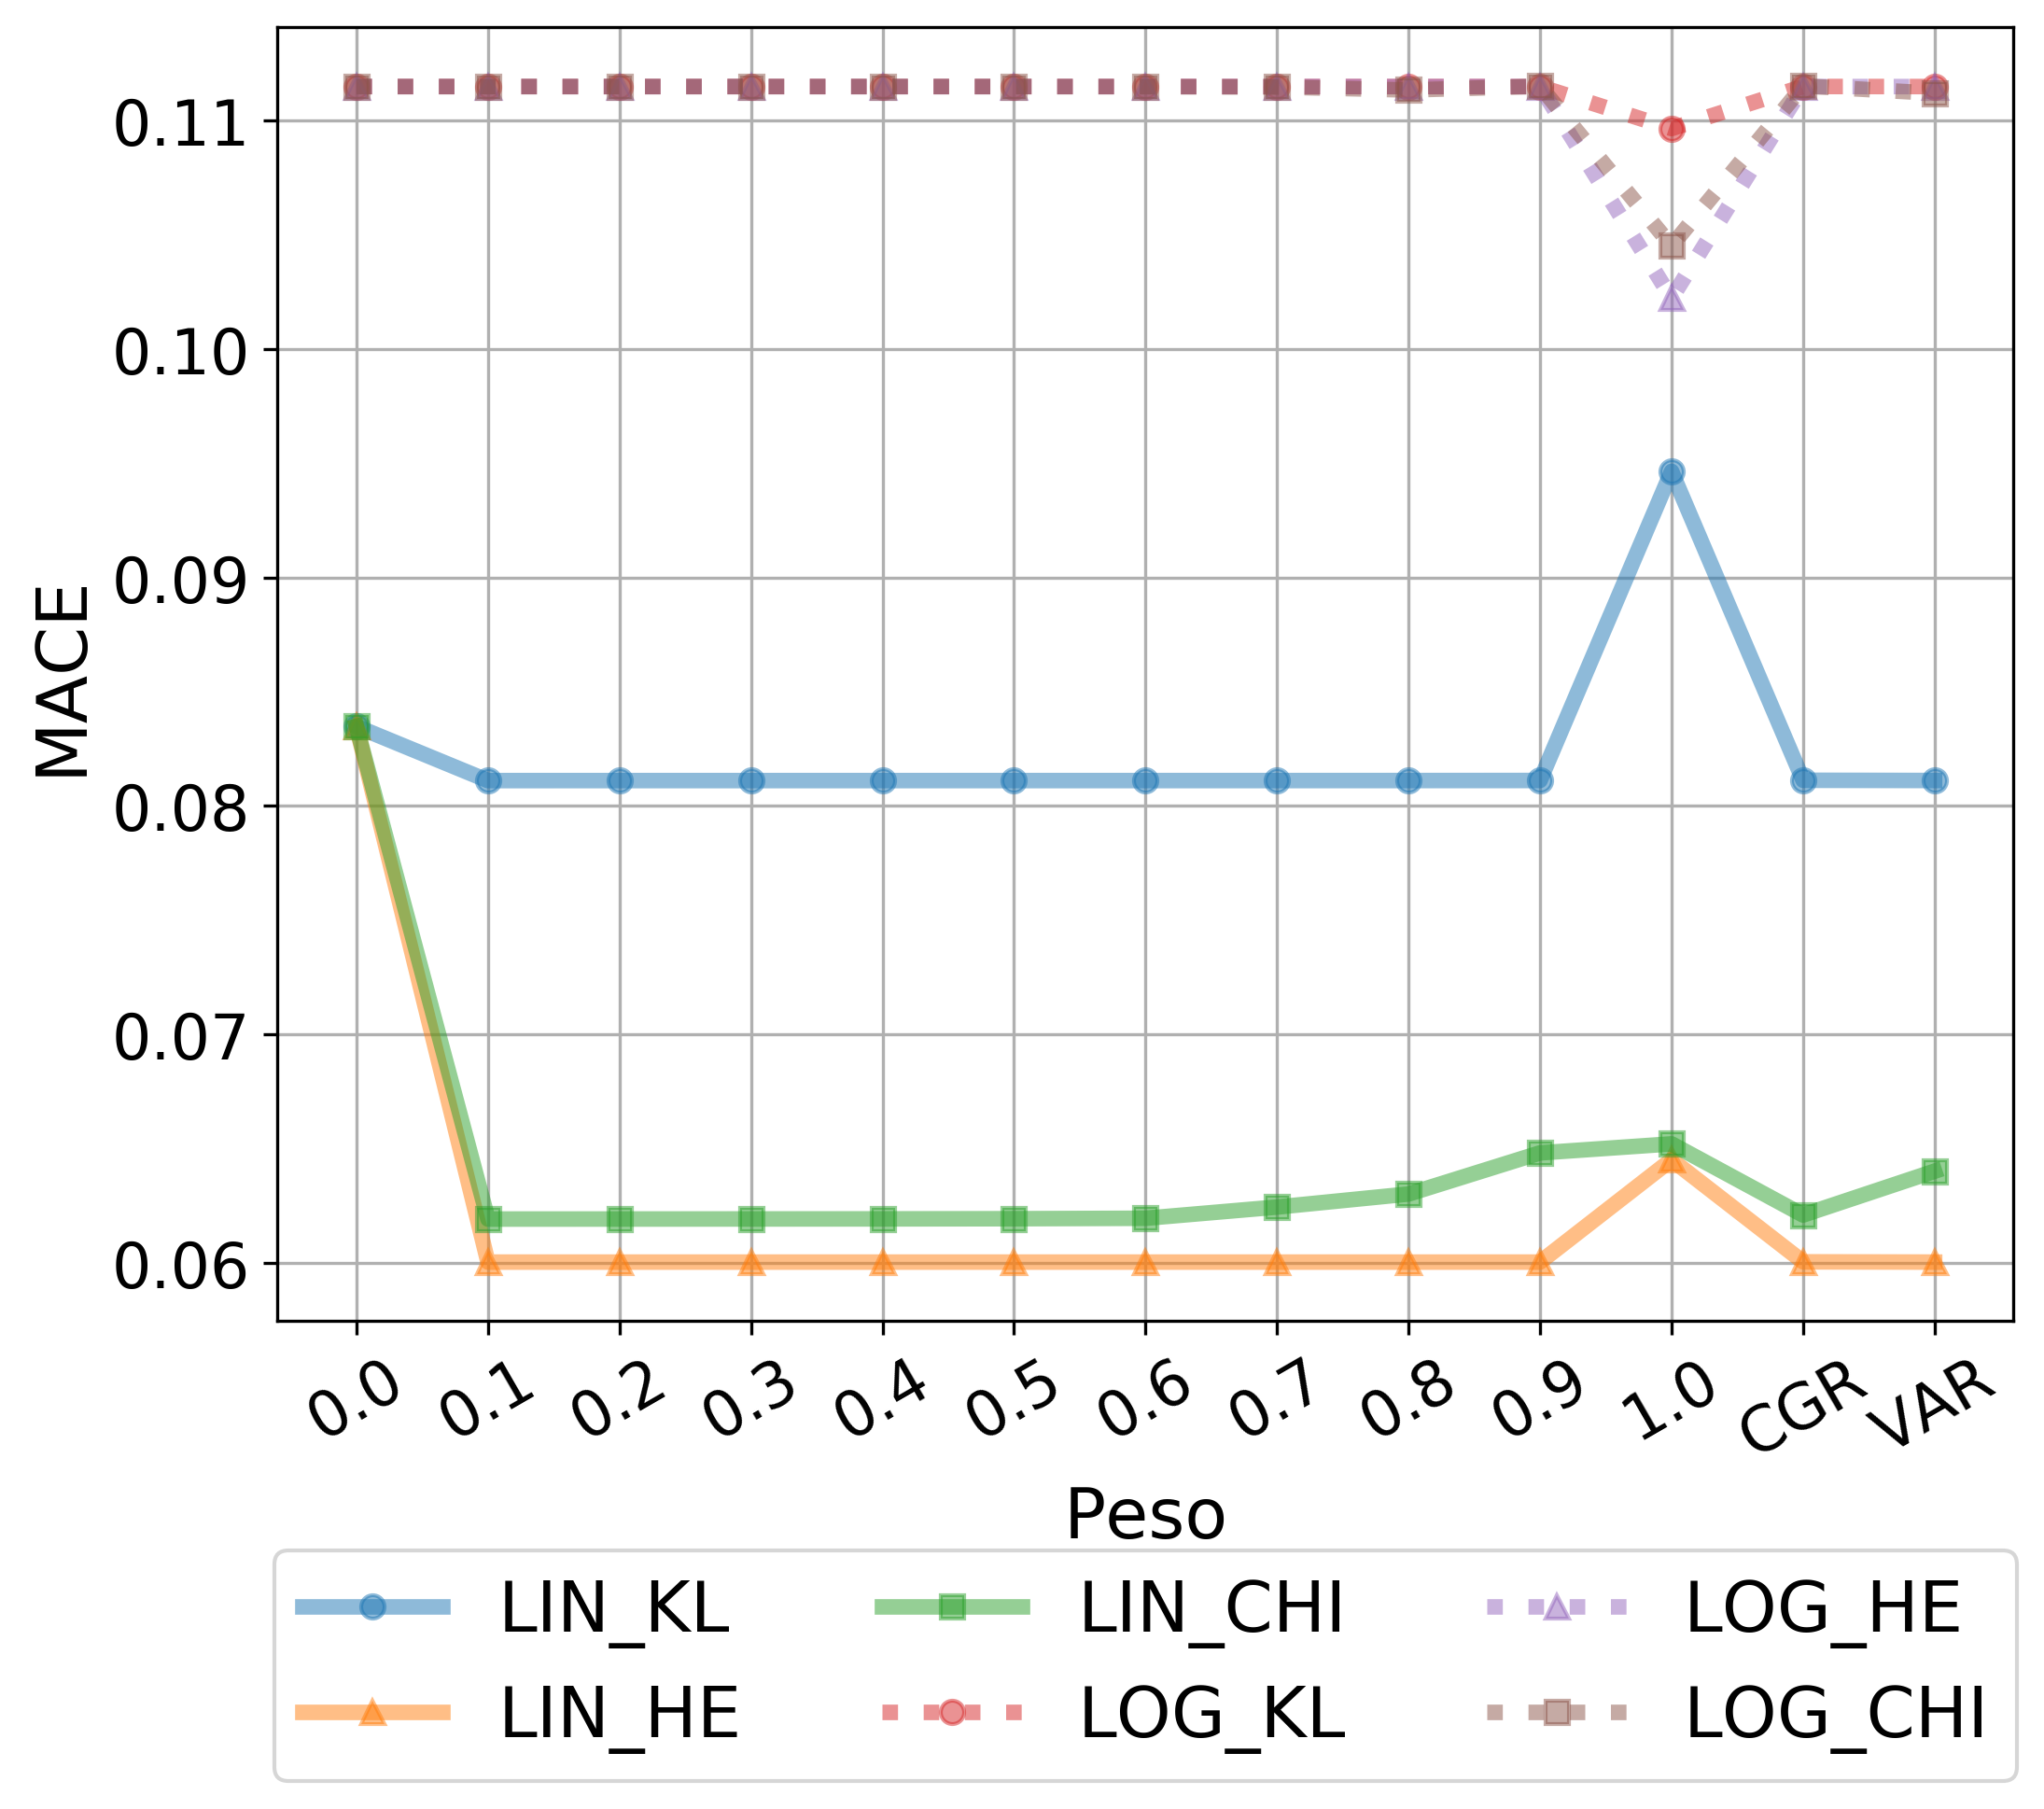 MACE
0.11
0.10
0.09
0.08
0.07
0.06
0.0 0.1 0.2 0.3 0.4 0.5 0.6 0.7 0.8 0.9 1.0 CGR VAR
Peso
LIN_KL LIN_CHI LOG_HE
LIN_HE LOG_KL LOG_CHI